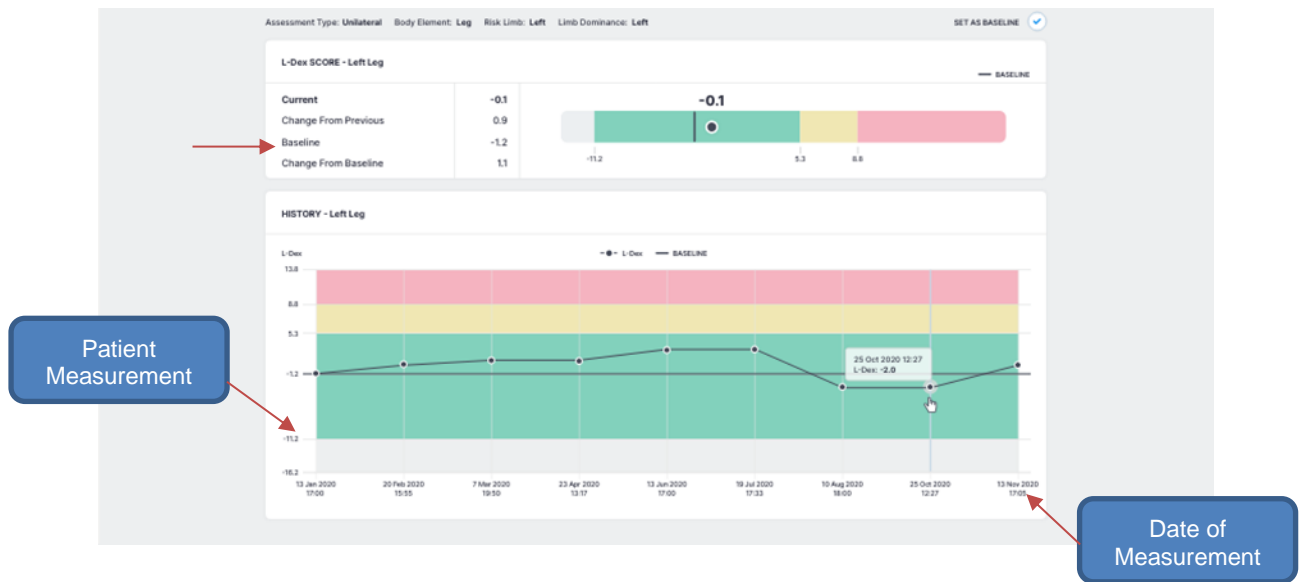 Assessment Type: Unilateral Body Element: Leg Risk Limb: Left Limb Dominance: Left SET AS BASELINE
L-Dex SCORE - Left Leg
BASELINE
Current -0.1
Change From Previous 0.9
Baseline -1.2
Change From Baseline 1.1
-0.1
-11.2 5.3 8.8
HISTORY - Left Leg
L-Dex
L-Dex BASELINE
13.8
8.8
5.3
-1.2
-11.2
-16.2
25 Oct 2020 12:27
L-Dex: -2.0
13 Jan 2020 20 Feb 2020 7 Mar 2020 23 Apr 2020 13 Jun 2020 19 Jul 2020 10 Aug 2020 25 Oct 2020 13 Nov 2020
17:00 15:55 19:50 13:17 17:00 17:33 18:00 12:27 17:05
Patient
Measurement
Date of
Measurement